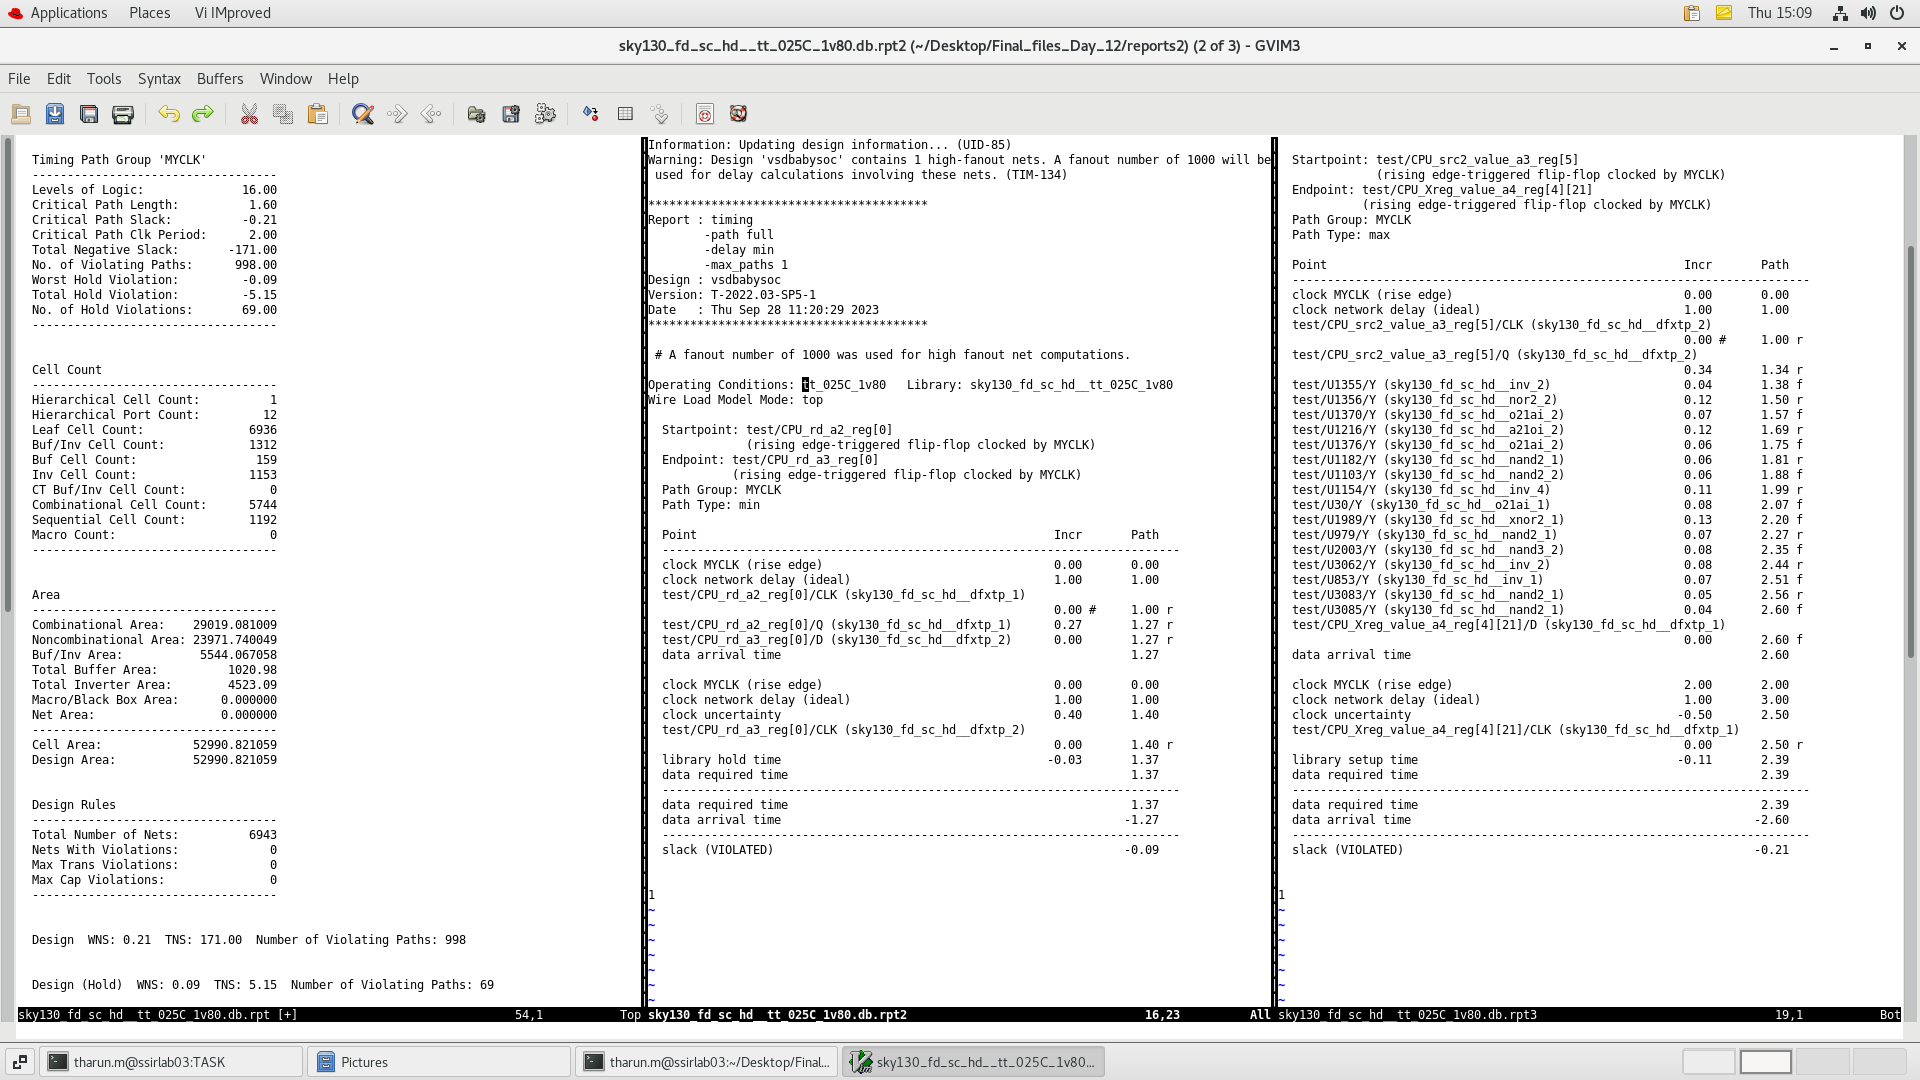 Applications Places Vi IMproved Thu 15:09
sky130_fd_sc_hd__tt_025C_1v80.db.rpt2 (~/Desktop/Final_files_Day_12/reports2) (2 of 3) - GVIM3
File Edit Tools Syntax Buffers Window Help
Timing Path Group 'MYCLK'
-----------------------------------
Levels of Logic: 16.00
Critical Path Length: 1.60
Critical Path Slack: -0.21
Critical Path Clk Period: 2.00
Total Negative Slack: -171.00
No. of Violating Paths: 998.00
Worst Hold Violation: -0.09
Total Hold Violation: -5.15
No. of Hold Violations: 69.00
-----------------------------------
Cell Count
-----------------------------------
Hierarchical Cell Count: 1
Hierarchical Port Count: 12
Leaf Cell Count: 6936
Buf/Inv Cell Count: 1312
Buf Cell Count: 159
Inv Cell Count: 1153
CT Buf/Inv Cell Count: 0
Combinational Cell Count: 5744
Sequential Cell Count: 1192
Macro Count: 0
-----------------------------------
Area
-----------------------------------
Combinational Area: 29019.081009
Noncombinational Area: 23971.740049
Buf/Inv Area: 5544.067058
Total Buffer Area: 1020.98
Total Inverter Area: 4523.09
Macro/Black Box Area: 0.000000
Net Area: 0.000000
-----------------------------------
Cell Area: 52990.821059
Design Area: 52990.821059
Design Rules
-----------------------------------
Total Number of Nets: 6943
Nets With Violations: 0
Max Trans Violations: 0
Max Cap Violations: 0
-----------------------------------
Design WNS: 0.21 TNS: 171.00 Number of Violating Paths: 998
Design (Hold) WNS: 0.09 TNS: 5.15 Number of Violating Paths: 69
sky130_fd_sc_hd__tt_025C_1v80.db.rpt [+] 54,1 Top
Information: Updating design information... (UID-85)
Warning: Design 'vsdbabysoc' contains 1 high-fanout nets. A fanout number of 1000 will be
used for delay calculations involving these nets. (TIM-134)
****************************************
Report : timing
-path full
-delay min
-max_paths 1
Design : vsdbabysoc
Version: T-2022.03-SP5-1
Date : Thu Sep 28 11:20:29 2023
****************************************
# A fanout number of 1000 was used for high fanout net computations.
Operating Conditions: tt_025C_1v80 Library: sky130_fd_sc_hd__tt_025C_1v80
Wire Load Model Mode: top
Startpoint: test/CPU_rd_a2_reg[0]
(rising edge-triggered flip-flop clocked by MYCLK)
Endpoint: test/CPU_rd_a3_reg[0]
(rising edge-triggered flip-flop clocked by MYCLK)
Path Group: MYCLK
Path Type: min
Point Incr Path
--------------------------------------------------------------------------
clock MYCLK (rise edge) 0.00 0.00
clock network delay (ideal) 1.00 1.00
test/CPU_rd_a2_reg[0]/CLK (sky130_fd_sc_hd__dfxtp_1)
0.00 # 1.00 r
test/CPU_rd_a2_reg[0]/Q (sky130_fd_sc_hd__dfxtp_1) 0.27 1.27 r
test/CPU_rd_a3_reg[0]/D (sky130_fd_sc_hd__dfxtp_2) 0.00 1.27 r
data arrival time 1.27
clock MYCLK (rise edge) 0.00 0.00
clock network delay (ideal) 1.00 1.00
clock uncertainty 0.40 1.40
test/CPU_rd_a3_reg[0]/CLK (sky130_fd_sc_hd__dfxtp_2)
0.00 1.40 r
library hold time -0.03 1.37
data required time 1.37
--------------------------------------------------------------------------
data required time 1.37
data arrival time -1.27
--------------------------------------------------------------------------
slack (VIOLATED) -0.09
1
~
~
~
~
~
~
~
sky130_fd_sc_hd__tt_025C_1v80.db.rpt2 16,23 All
Startpoint: test/CPU_src2_value_a3_reg[5]
(rising edge-triggered flip-flop clocked by MYCLK)
Endpoint: test/CPU_Xreg_value_a4_reg[4][21]
(rising edge-triggered flip-flop clocked by MYCLK)
Path Group: MYCLK
Path Type: max
Point Incr Path
--------------------------------------------------------------------------
clock MYCLK (rise edge) 0.00 0.00
clock network delay (ideal) 1.00 1.00
test/CPU_src2_value_a3_reg[5]/CLK (sky130_fd_sc_hd__dfxtp_2)
0.00 # 1.00 r
test/CPU_src2_value_a3_reg[5]/Q (sky130_fd_sc_hd__dfxtp_2)
0.34 1.34 r
test/U1355/Y (sky130_fd_sc_hd__inv_2) 0.04 1.38 f
test/U1356/Y (sky130_fd_sc_hd__nor2_2) 0.12 1.50 r
test/U1370/Y (sky130_fd_sc_hd__o21ai_2) 0.07 1.57 f
test/U1216/Y (sky130_fd_sc_hd__a21oi_2) 0.12 1.69 r
test/U1376/Y (sky130_fd_sc_hd__o21ai_2) 0.06 1.75 f
test/U1182/Y (sky130_fd_sc_hd__nand2_1) 0.06 1.81 r
test/U1103/Y (sky130_fd_sc_hd__nand2_2) 0.06 1.88 f
test/U1154/Y (sky130_fd_sc_hd__inv_4) 0.11 1.99 r
test/U30/Y (sky130_fd_sc_hd__o21ai_1) 0.08 2.07 f
test/U1989/Y (sky130_fd_sc_hd__xnor2_1) 0.13 2.20 f
test/U979/Y (sky130_fd_sc_hd__nand2_1) 0.07 2.27 r
test/U2003/Y (sky130_fd_sc_hd__nand3_2) 0.08 2.35 f
test/U3062/Y (sky130_fd_sc_hd__inv_2) 0.08 2.44 r
test/U853/Y (sky130_fd_sc_hd__inv_1) 0.07 2.51 f
test/U3083/Y (sky130_fd_sc_hd__nand2_1) 0.05 2.56 r
test/U3085/Y (sky130_fd_sc_hd__nand2_1) 0.04 2.60 f
test/CPU_Xreg_value_a4_reg[4][21]/D (sky130_fd_sc_hd__dfxtp_1)
0.00 2.60 f
data arrival time 2.60
clock MYCLK (rise edge) 2.00 2.00
clock network delay (ideal) 1.00 3.00
clock uncertainty -0.50 2.50
test/CPU_Xreg_value_a4_reg[4][21]/CLK (sky130_fd_sc_hd__dfxtp_1)
0.00 2.50 r
library setup time -0.11 2.39
data required time 2.39
--------------------------------------------------------------------------
data required time 2.39
data arrival time -2.60
--------------------------------------------------------------------------
slack (VIOLATED) -0.21
1
~
~
~
~
~
~
~
sky130_fd_sc_hd__tt_025C_1v80.db.rpt3 19,1 Bot
tharun.m@ssirlab03:TASK Pictures tharun.m@ssirlab03:~/Desktop/Final... sky130_fd_sc_hd__tt_025C_1v80...